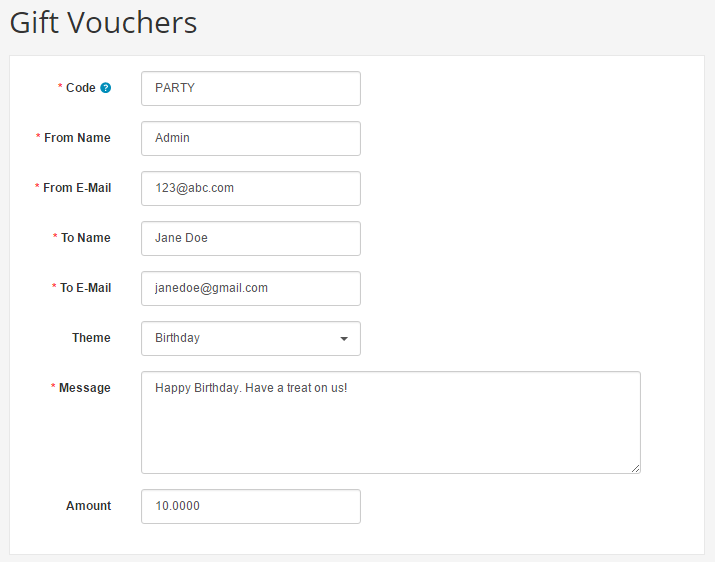 Gift Vouchers
* Code ? PARTY
* From Name Admin
* From E-Mail 123@abc.com
* To Name Jane Doe
* To E-Mail janedoe@gmail.com
Theme Birthday
* Message Happy Birthday. Have a treat on us!
Amount 10.0000